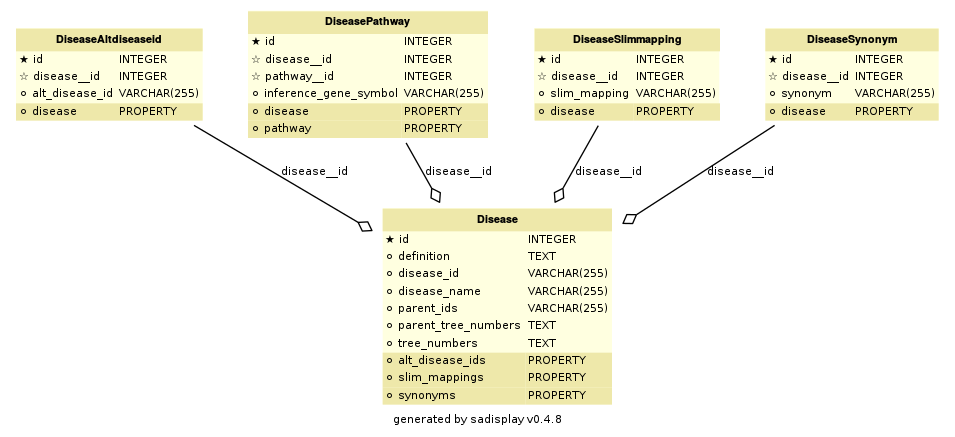 DiseaseAltdiseaseid
★ id INTEGER
☆ disease__id INTEGER
alt_disease_id VARCHAR(255)
disease PROPERTY
DiseasePathway
★ id INTEGER
☆ disease__id INTEGER
☆ pathway__id INTEGER
inference_gene_symbol VARCHAR(255)
disease PROPERTY
pathway PROPERTY
DiseaseSlimmapping
★ id INTEGER
☆ disease__id INTEGER
slim_mapping VARCHAR(255)
disease PROPERTY
DiseaseSynonym
★ id INTEGER
☆ disease__id INTEGER
synonym VARCHAR(255)
disease PROPERTY
disease__id
disease__id
disease__id
disease__id
Disease
★ id INTEGER
definition TEXT
disease_id VARCHAR(255)
disease_name VARCHAR(255)
parent_ids VARCHAR(255)
parent_tree_numbers TEXT
tree_numbers TEXT
alt_disease_ids PROPERTY
slim_mappings PROPERTY
synonyms PROPERTY
generated by sadisplay v0.4.8